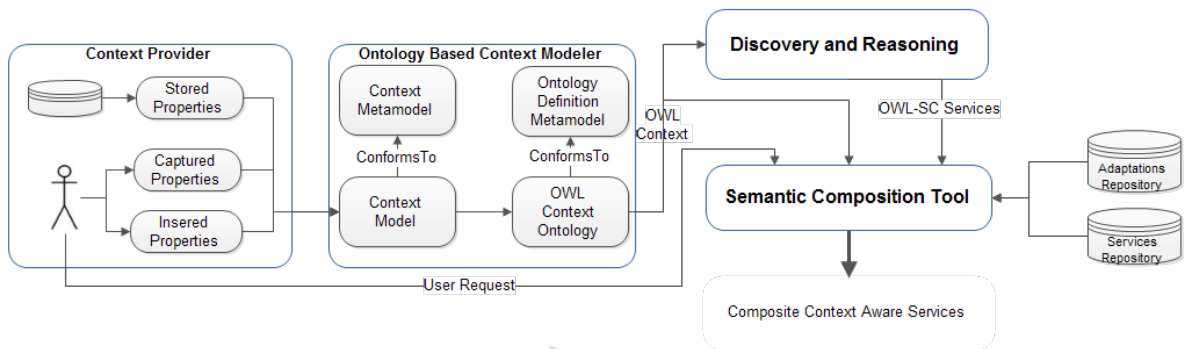 Context Provider
Stored
Properties
Captured
Properties
Insered
Properties
Ontology Based Context Modeler
Context
Metamodel
Ontology
Definition
Metamodel
ConformsTo
ConformsTo
Context
Model
OWL
Context
Ontology
User Request
OWL
Context
Discovery and Reasoning
OWL-SC Services
Semantic Composition Tool
Adaptations
Repository
Services
Repository
Composite Context Aware Services